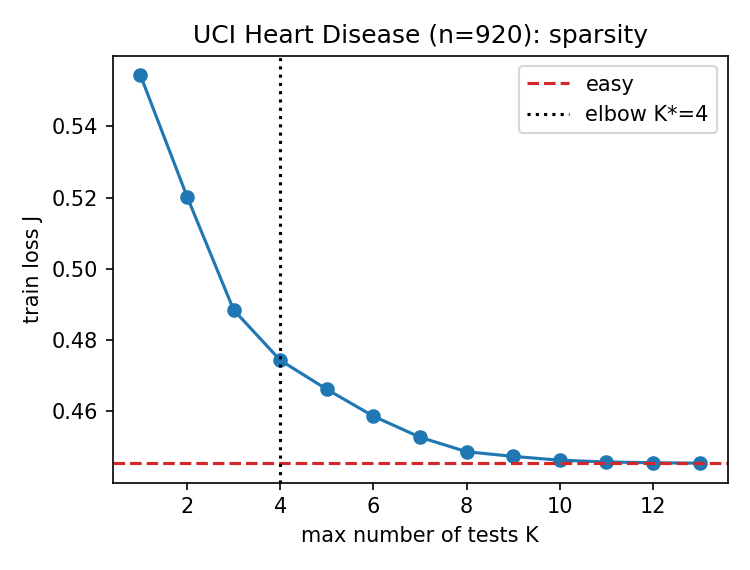 UCI Heart Disease (n=920): sparsity
easy
elbow K*=4
train loss J
0.54
0.52
0.50
0.48
0.46
2 4 6 8 10 12
max number of tests K